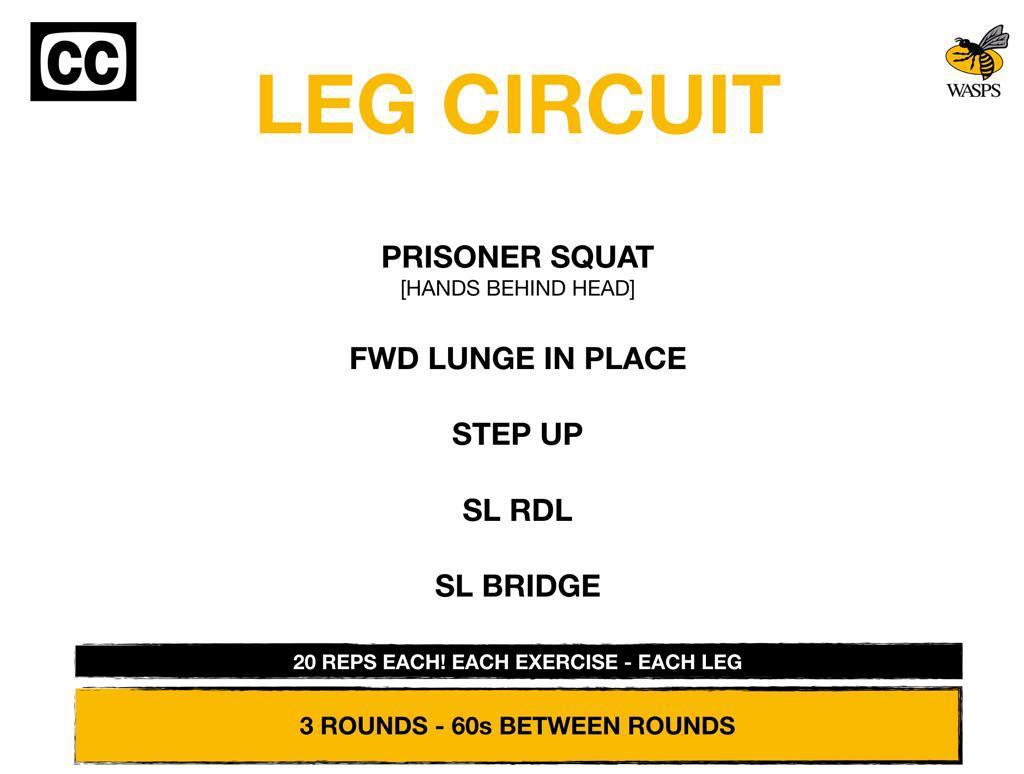 CC
WASPS
LEG CIRCUIT
PRISONER SQUAT
[HANDS BEHIND HEAD]
FWD LUNGE IN PLACE
STEP UP
SL RDL
SL BRIDGE
20 REPS EACH! EACH EXERCISE - EACH LEG
3 ROUNDS - 60s BETWEEN ROUNDS